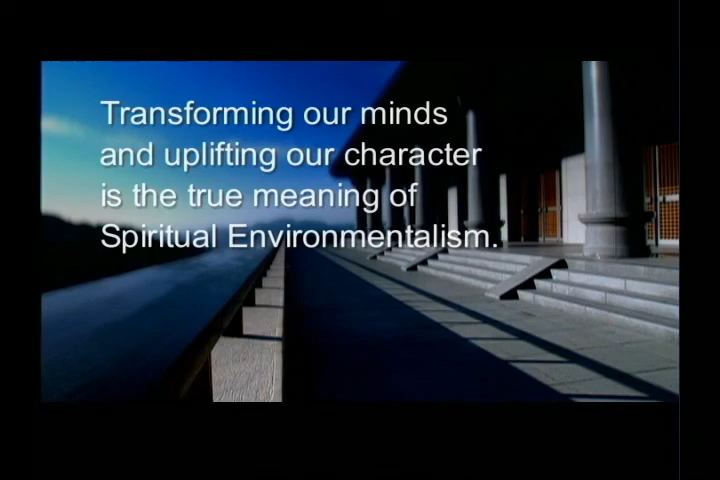 Transforming our minds
and uplifting our character
is the true meaning of
Spiritual Environmentalism.